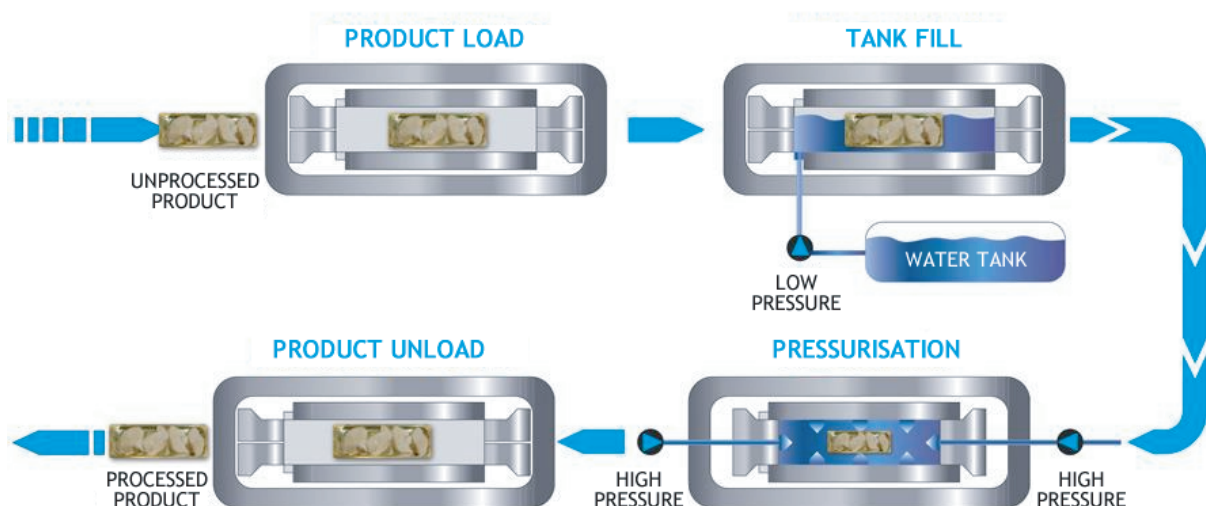 PRODUCT LOAD
TANK FILL
UNPROCESSED
PRODUCT
WATER TANK
LOW
PRESSURE
PRODUCT UNLOAD
PRESSURISATION
PROCESSED
PRODUCT
HIGH
PRESSURE
HIGH
PRESSURE